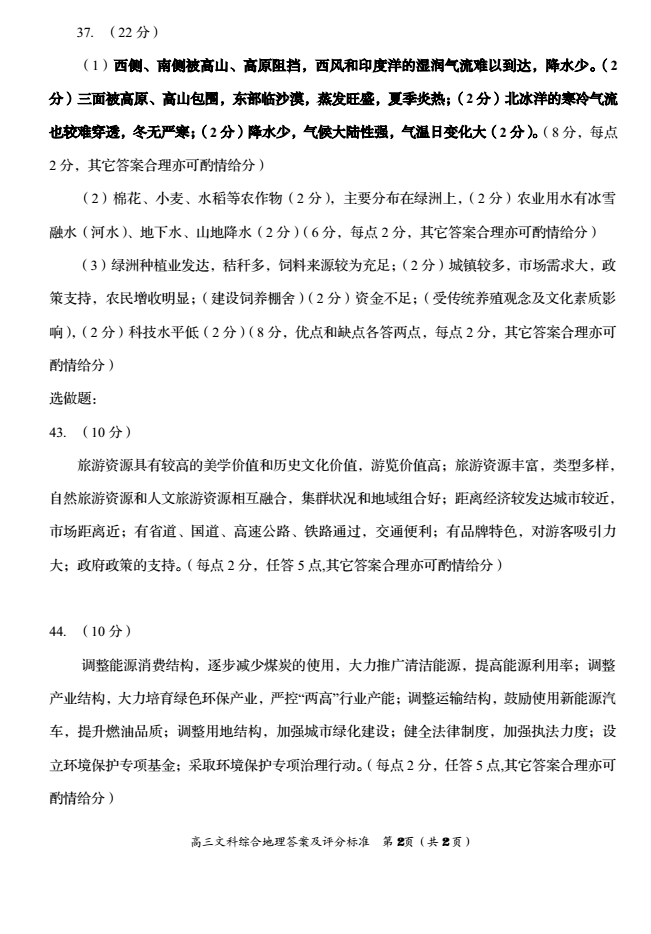 37. （22 分）
（1）西侧、南侧被高山、高原阻挡，西风和印度洋的湿润气流难以到达，降水少。（2
分）三面被高原、高山包围，东部临沙漠，蒸发旺盛，夏季炎热；（2 分）北冰洋的寒冷气流
也较难穿透，冬无严寒；（2 分）降水少，气候大陆性强，气温日变化大（2 分）。（8 分，每点
2 分，其它答案合理亦可酌情给分）
（2）棉花、小麦、水稻等农作物（2 分），主要分布在绿洲上，（2 分）农业用水有冰雪
融水（河水）、地下水、山地降水（2 分）（6 分，每点 2 分，其它答案合理亦可酌情给分）
（3）绿洲种植业发达，秸秆多，饲料来源较为充足；（2 分）城镇较多，市场需求大，政
策支持，农民增收明显；（建设饲养棚舍）（2 分）资金不足；（受传统养殖观念及文化素质影
响），（2 分）科技水平低（2 分）（8 分，优点和缺点各答两点，每点 2 分，其它答案合理亦可
酌情给分）
选做题：
43. （10 分）
旅游资源具有较高的美学价值和历史文化价值，游览价值高；旅游资源丰富，类型多样，
自然旅游资源和人文旅游资源相互融合，集群状况和地域组合好；距离经济较发达城市较近，
市场距离近；有省道、国道、高速公路、铁路通过，交通便利；有品牌特色，对游客吸引力
大；政府政策的支持。（每点 2 分，任答 5 点,其它答案合理亦可酌情给分）
44. （10 分）
调整能源消费结构，逐步减少煤炭的使用，大力推广清洁能源，提高能源利用率；调整
产业结构，大力培育绿色环保产业，严控“两高”行业产能；调整运输结构，鼓励使用新能源汽
车，提升燃油品质；调整用地结构，加强城市绿化建设；健全法律制度，加强执法力度；设
立环境保护专项基金；采取环境保护专项治理行动。（每点 2 分，任答 5 点,其它答案合理亦可
酌情给分）
高三文科综合地理答案及评分标准 第 2页（共 2 页）